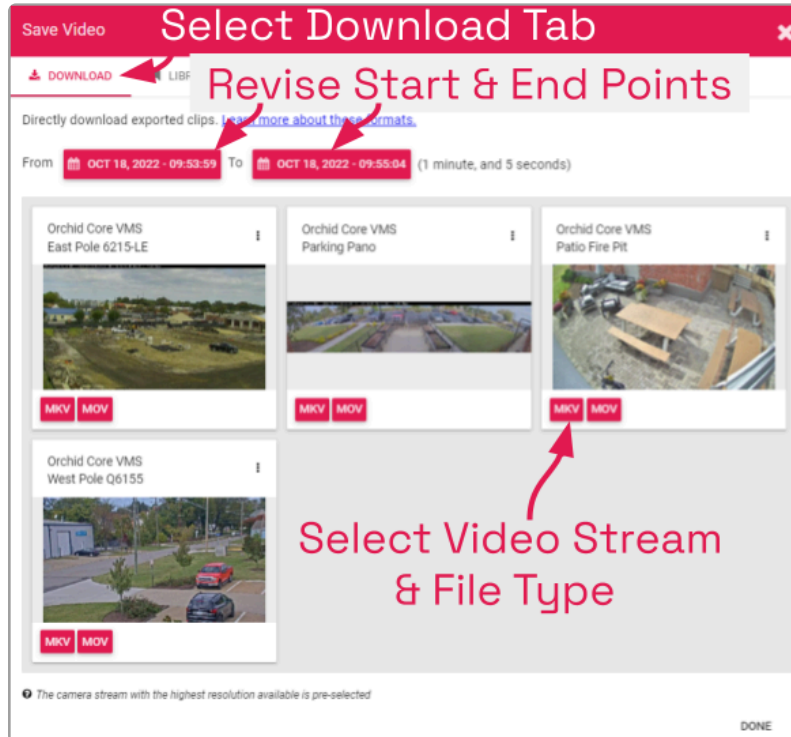 Save Video
Select Download Tab
DOWNLOAD
Revise Start & End Points
Directly download exported clips. Learn more about these formats.
From OCT 18, 2022 - 09:53:59 To OCT 18, 2022 - 09:55:04 (1 minute, and 5 seconds)
Orchid Core VMS
East Pole 6215-LE
MKV MOV
Orchid Core VMS
Parking Pano
MKV MOV
Orchid Core VMS
Patio Fire Pit
MKV MOV
Orchid Core VMS
West Pole Q6155
MKV MOV
Select Video Stream
& File Type
The camera stream with the highest resolution available is pre-selected
DONE